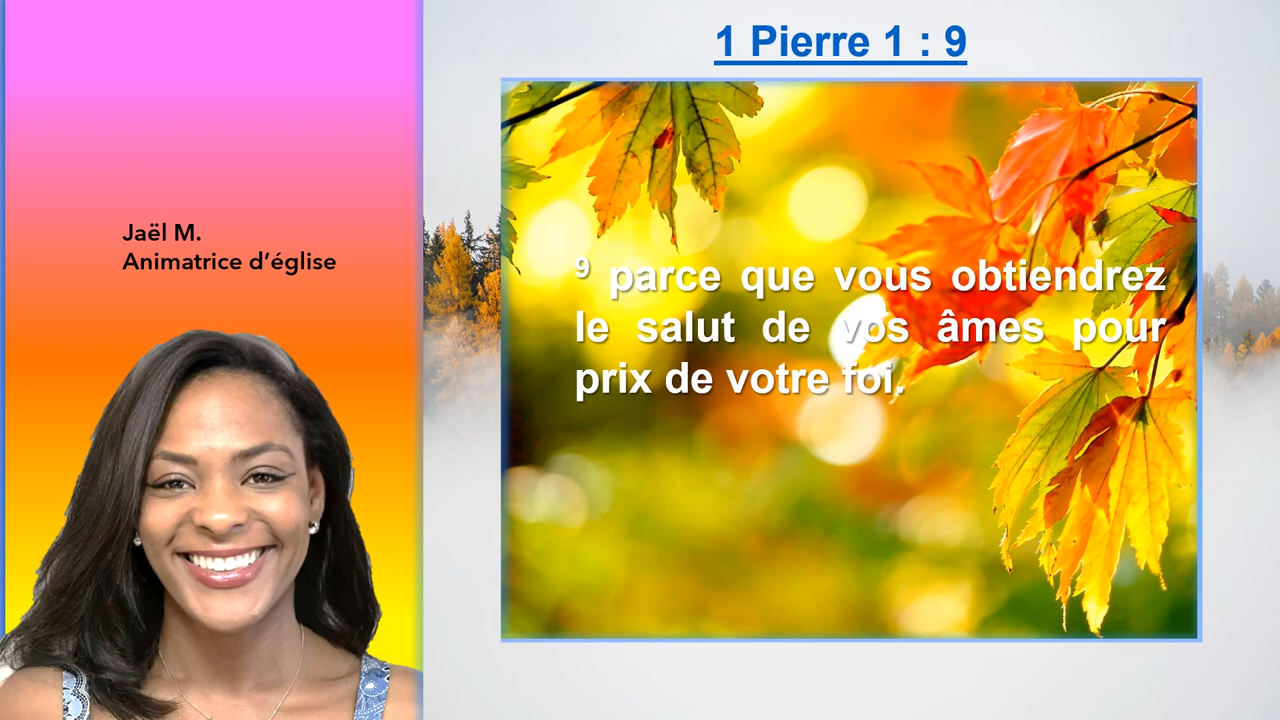 1 Pierre 1 : 9
Jaël M.
Animatrice d’église
9 parce que vous obtiendrez
le salut de vos âmes pour
prix de votre foi.